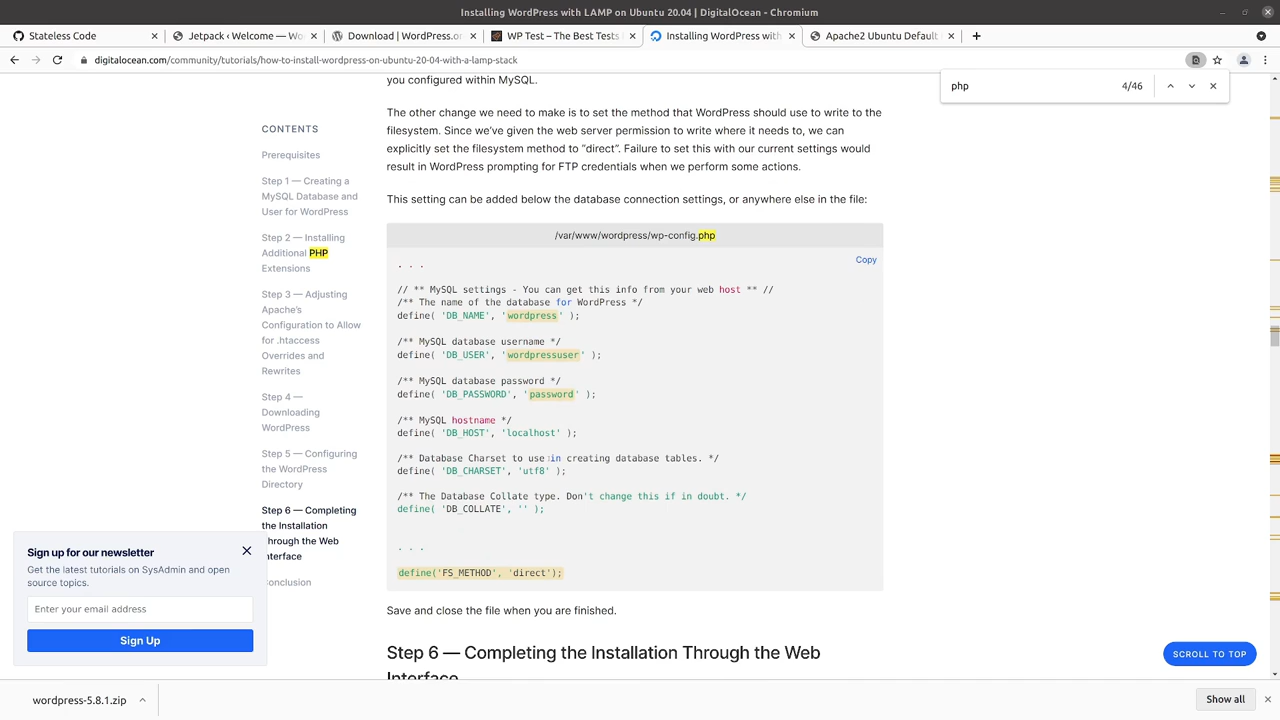 Installing WordPress with LAMP on Ubuntu 20.04 | DigitalOcean - Chromium
Stateless Code
Jetpack ‹ Welcome — Wo
Download | WordPress.o
WP Test – The Best Tests
Installing WordPress with
Apache2 Ubuntu Default
digitalocean.com/community/tutorials/how-to-install-wordpress-on-ubuntu-20-04-with-a-lamp-stack
php
4/46
you configured within MySQL.
The other change we need to make is to set the method that WordPress should use to write to the
filesystem. Since we’ve given the web server permission to write where it needs to, we can
explicitly set the filesystem method to “direct”. Failure to set this with our current settings would
result in WordPress prompting for FTP credentials when we perform some actions.
This setting can be added below the database connection settings, or anywhere else in the file:
/var/www/wordpress/wp-config.php
Copy
. . .
// ** MySQL settings - You can get this info from your web host ** //
/** The name of the database for WordPress */
define( 'DB_NAME', 'wordpress' );
/** MySQL database username */
define( 'DB_USER', 'wordpressuser' );
/** MySQL database password */
define( 'DB_PASSWORD', 'password' );
/** MySQL hostname */
define( 'DB_HOST', 'localhost' );
/** Database Charset to use in creating database tables. */
define( 'DB_CHARSET', 'utf8' );
/** The Database Collate type. Don't change this if in doubt. */
define( 'DB_COLLATE', '' );
. . .
define('FS_METHOD', 'direct');
Save and close the file when you are finished.
Step 6 — Completing the Installation Through the Web
Interface
CONTENTS
Prerequisites
Step 1 — Creating a
MySQL Database and
User for WordPress
Step 2 — Installing
Additional PHP
Extensions
Step 3 — Adjusting
Apache’s
Configuration to Allow
for .htaccess
Overrides and
Rewrites
Step 4 —
Downloading
WordPress
Step 5 — Configuring
the WordPress
Directory
Step 6 — Completing
the Installation
Through the Web
Interface
Conclusion
Sign up for our newsletter
Get the latest tutorials on SysAdmin and open
source topics.
Enter your email address
Sign Up
SCROLL TO TOP
wordpress-5.8.1.zip
Show all